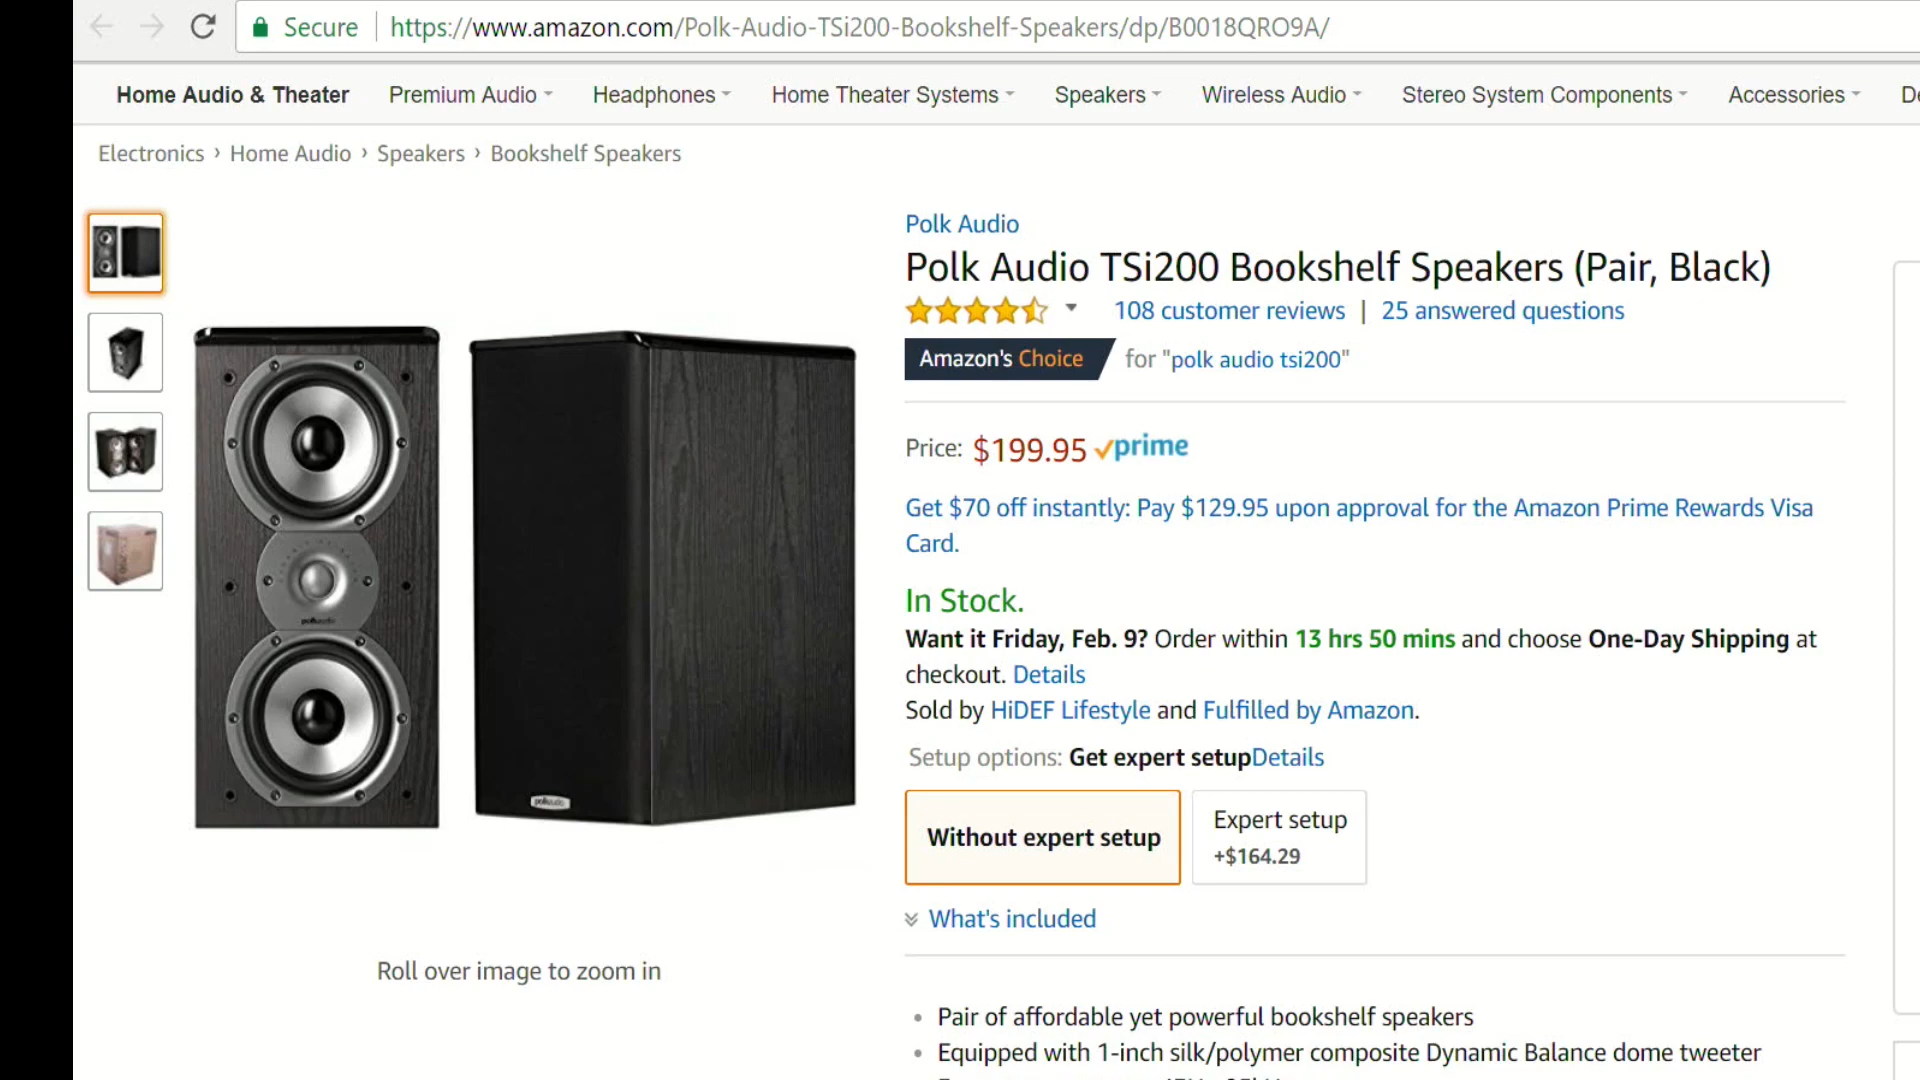 Secure https://www.amazon.com/Polk-Audio-TSi200-Bookshelf-Speakers/dp/B0018QRO9A/
Home Audio & Theater Premium Audio Headphones Home Theater Systems Speakers Wireless Audio Stereo System Components Accessories
Electronics › Home Audio › Speakers › Bookshelf Speakers
Polk Audio
Polk Audio TSi200 Bookshelf Speakers (Pair, Black)
108 customer reviews | 25 answered questions
Amazon's Choice for "polk audio tsi200"
Price: $199.95 prime
Get $70 off instantly: Pay $129.95 upon approval for the Amazon Prime Rewards Visa
Card.
In Stock.
Want it Friday, Feb. 9? Order within 13 hrs 50 mins and choose One-Day Shipping at
checkout. Details
Sold by HiDEF Lifestyle and Fulfilled by Amazon.
Setup options: Get expert setupDetails
Without expert setup
Expert setup
+$164.29
What's included
polkaudio
polkaudio
Roll over image to zoom in
• Pair of affordable yet powerful bookshelf speakers
• Equipped with 1-inch silk/polymer composite Dynamic Balance dome tweeter